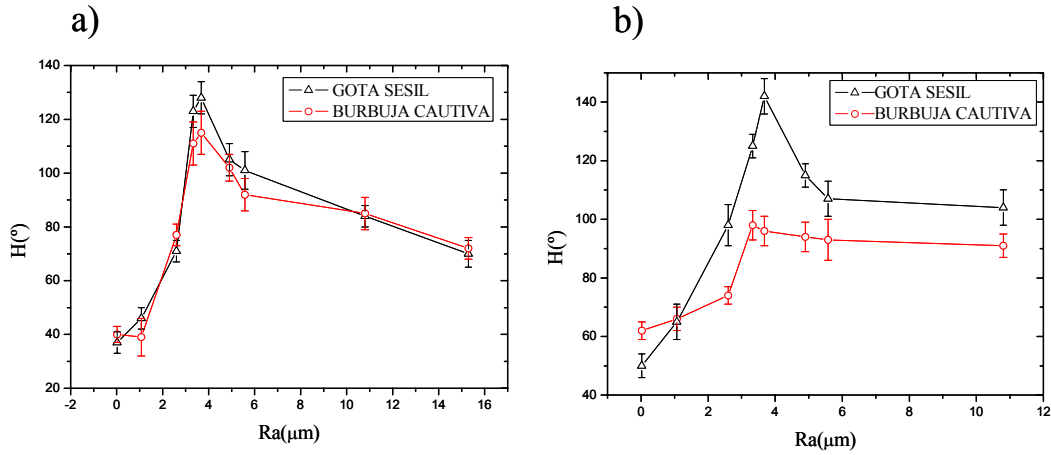 a)
140
120
100
80
60
40
20
H(º)
GOTA SESIL
BURBUJA CAUTIVA
-2 0 2 4 6 8 10 12 14 16
Ra(μm)
b)
140
120
100
80
60
40
H(º)
GOTA SESIL
BURBUJA CAUTIVA
0 2 4 6 8 10 12
Ra(μm)